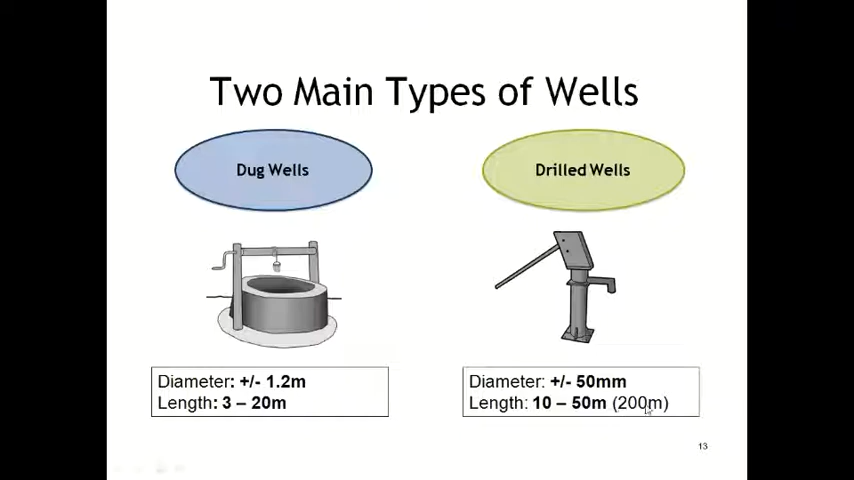 Two Main Types of Wells
Dug Wells
Drilled Wells
Diameter: +/- 1.2m
Length: 3 – 20m
Diameter: +/- 50mm
Length: 10 – 50m (200m)
13